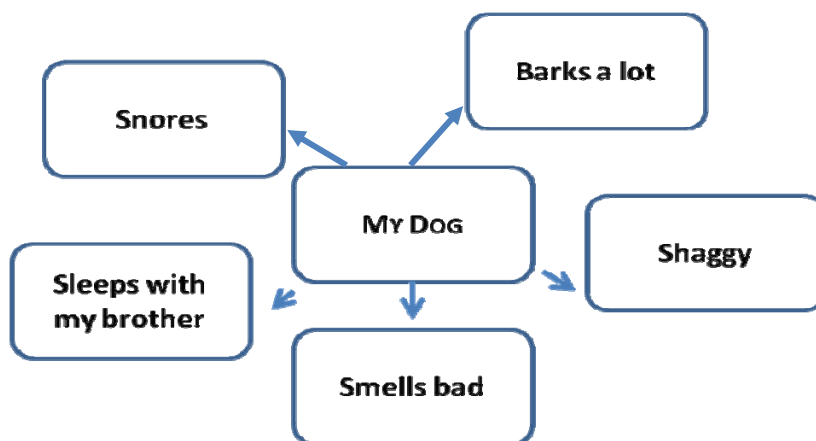 Barks a lot
Snores
My Dog
Shaggy
Sleeps with
my brother
Smells bad